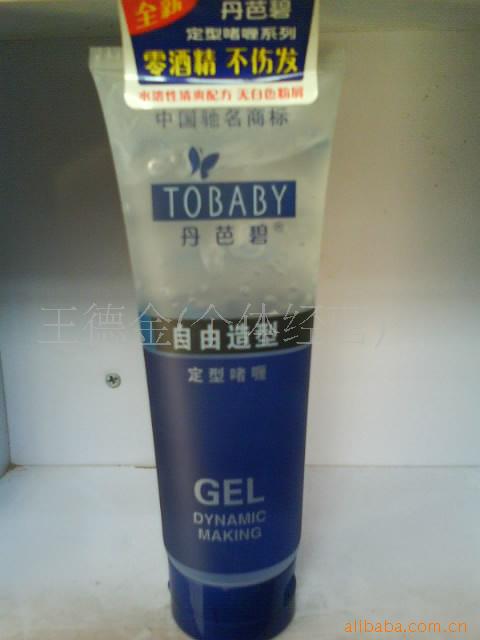 全新
丹芭碧
定型啫喱系列
零酒精 不伤发
水活性清爽配方 无白色粉屑
中国驰名商标
TOBABY
丹芭碧®
王德金(个体经营)
自由造型
定型啫喱
GEL
DYNAMIC
MAKING
alibaba.com.cn